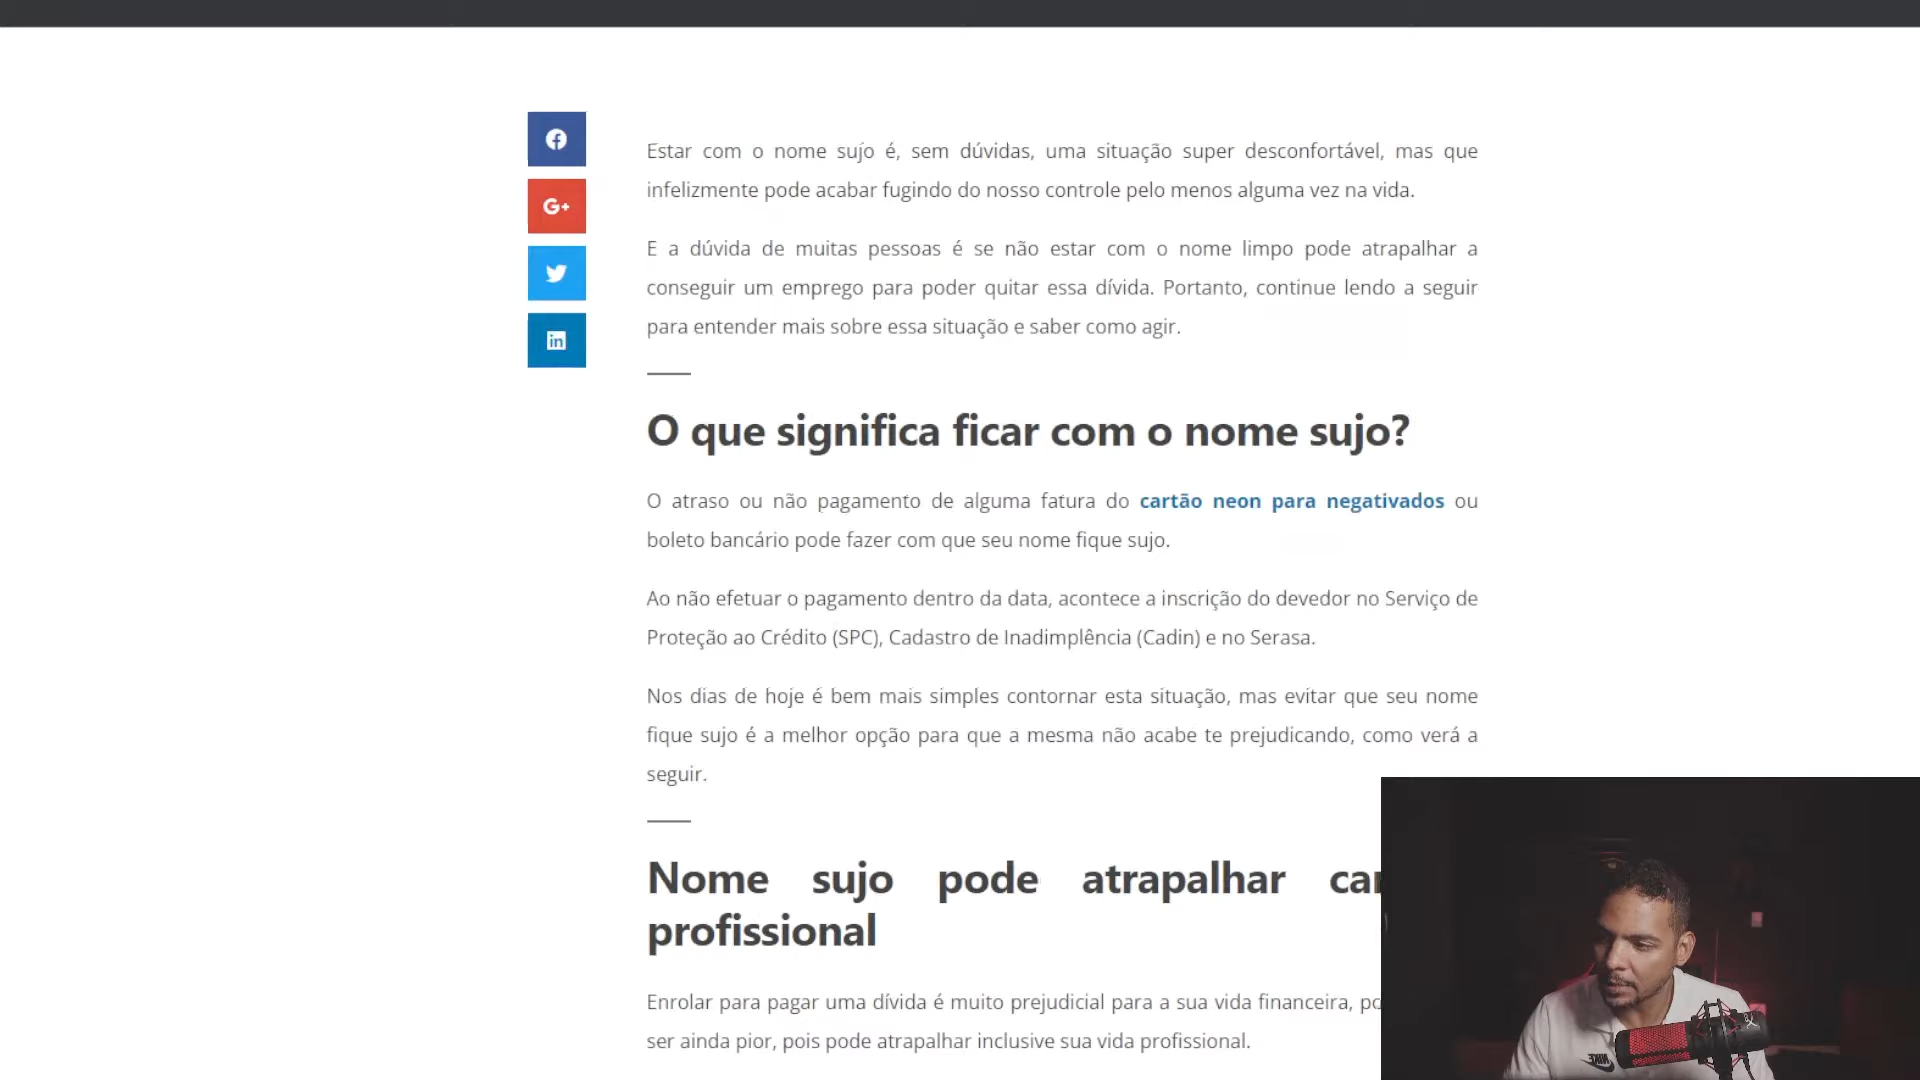 Estar com o nome sujo é, sem dúvidas, uma situação super desconfortável, mas que
infelizmente pode acabar fugindo do nosso controle pelo menos alguma vez na vida.
E a dúvida de muitas pessoas é se não estar com o nome limpo pode atrapalhar a
conseguir um emprego para poder quitar essa dívida. Portanto, continue lendo a seguir
para entender mais sobre essa situação e saber como agir.
O que significa ficar com o nome sujo?
O atraso ou não pagamento de alguma fatura do cartão neon para negativados ou
boleto bancário pode fazer com que seu nome fique sujo.
Ao não efetuar o pagamento dentro da data, acontece a inscrição do devedor no Serviço de
Proteção ao Crédito (SPC), Cadastro de Inadimplência (Cadin) e no Serasa.
Nos dias de hoje é bem mais simples contornar esta situação, mas evitar que seu nome
fique sujo é a melhor opção para que a mesma não acabe te prejudicando, como verá a
seguir.
Nome sujo pode atrapalhar
profissional
Enrolar para pagar uma dívida é muito prejudicial para a sua vida financeira,
ser ainda pior, pois pode atrapalhar inclusive sua vida profissional.
NIKE